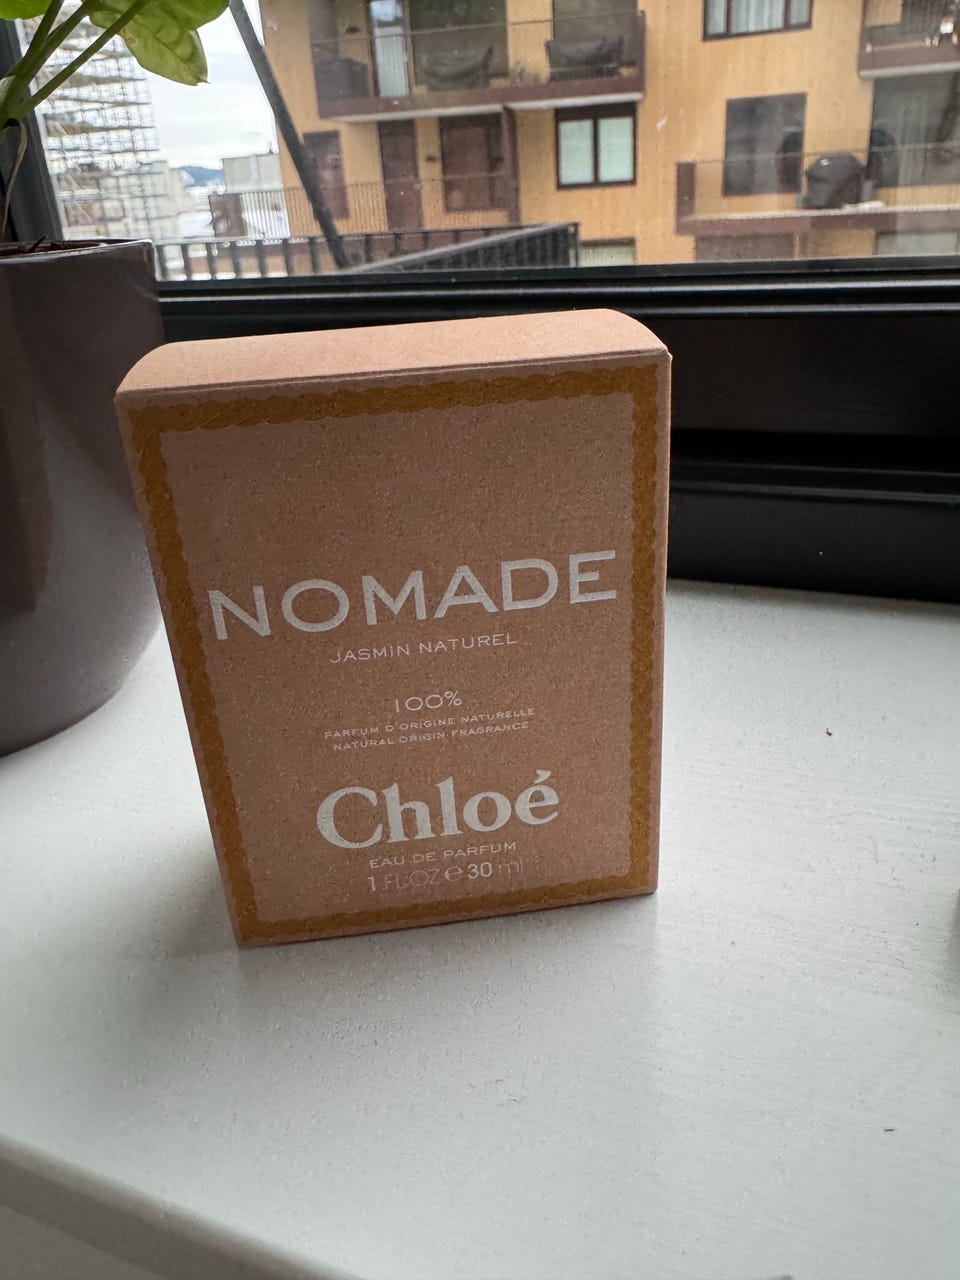 NOMADE
JASMIN NATUREL
100%
PARFUM D'ORIGINE NATURELLE
NATURAL ORIGIN FRAGRANCE
Chloé
EAU DE PARFUM
1 FL.OZ e 30 ml